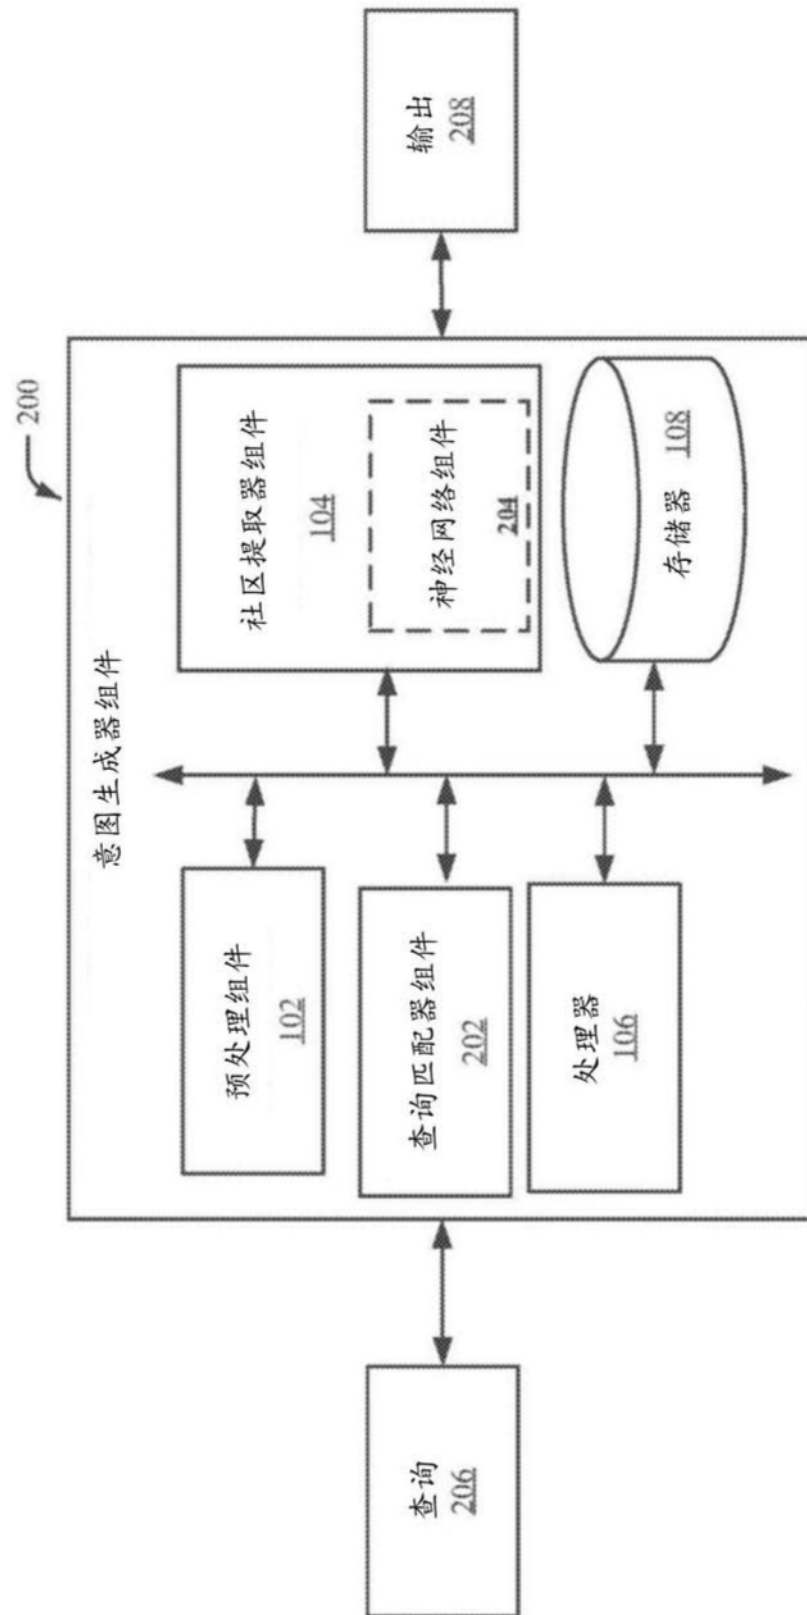 200
意图生成器组件
预处理组件
102
社区提取器组件
104
神经网络组件
204
查询
206
查询匹配器组件
202
输出
208
处理器
106
存储器
108